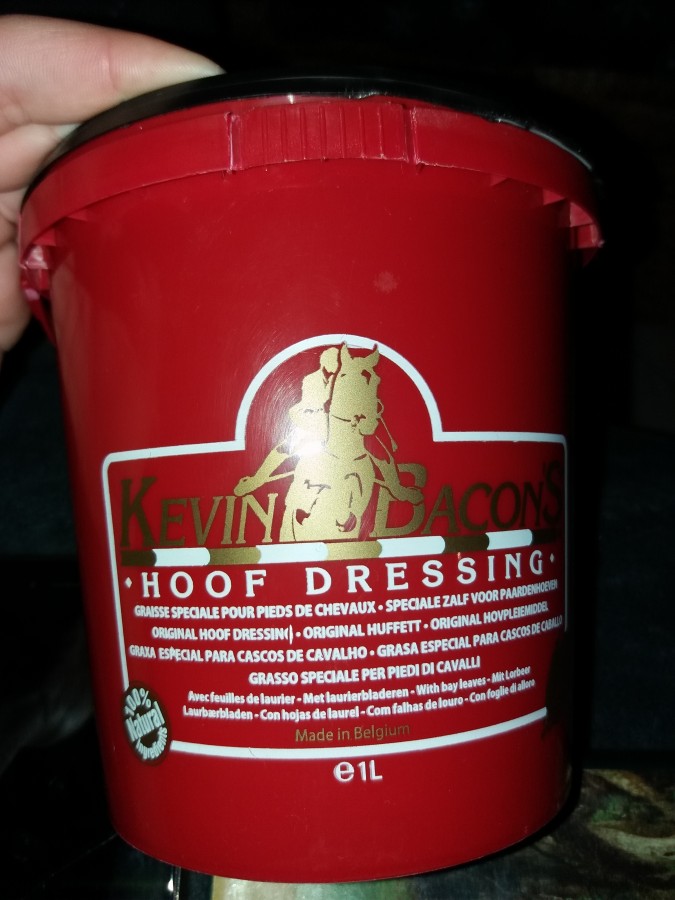 KEVIN BACON'S
• HOOF DRESSING •
GRAISSE SPECIALE POUR PIEDS DE CHEVAUX • SPECIALE ZALF VOOR PAARDENHOEVEN
ORIGINAL HOOF DRESSING • ORIGINAL HUFFETT • ORIGINAL HOVPLEJEMIDDEL
GRAXA ESPECIAL PARA CASCOS DE CAVALHO • GRASA ESPECIAL PARA CASCOS DE CABALLO
GRASSO SPECIALE PER PIEDI DI CAVALLI
Avec feuilles de laurier - Met laurierbladeren - With bay leaves - Mit Lorbeer
Laurbærbladen - Con hojas de laurel - Com falhas de louro - Con foglie di alloro
100%
Natural
Ingredients
Made in Belgium
℮1L